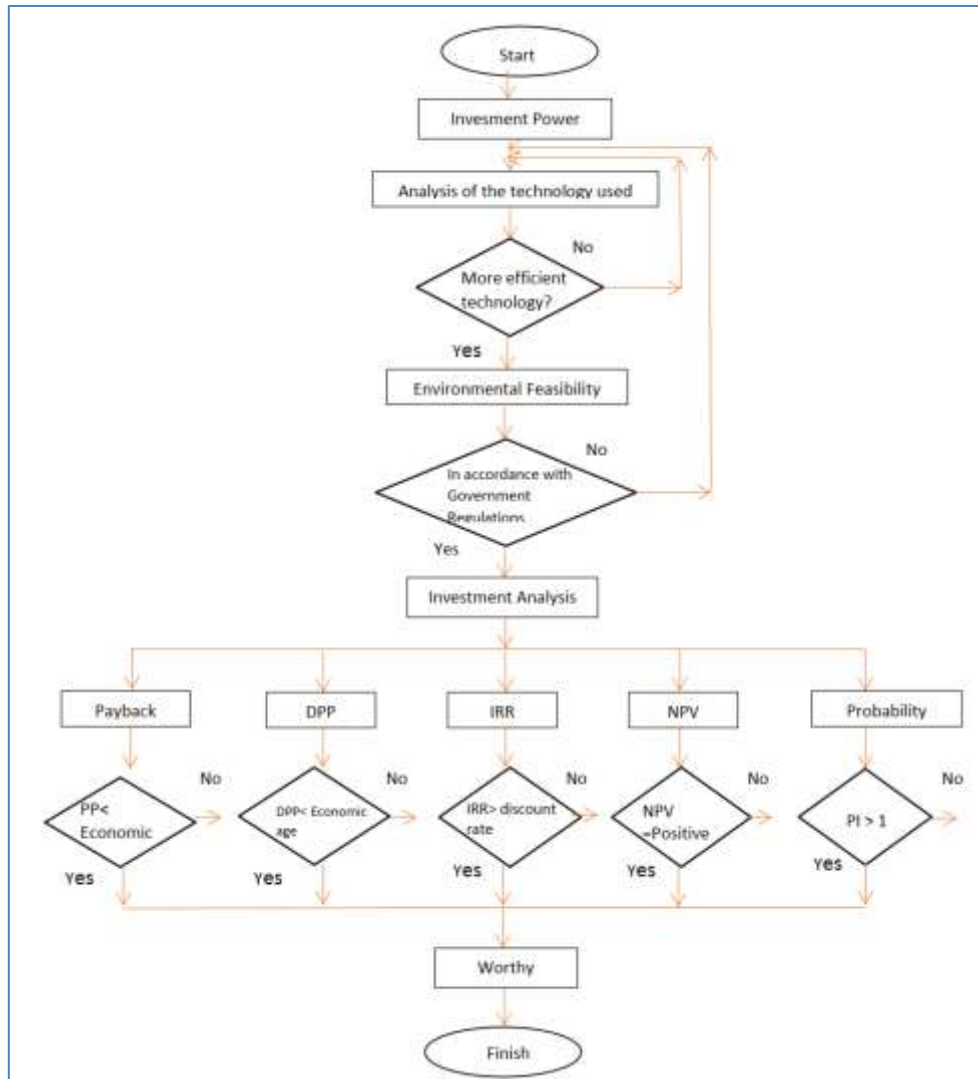 Start
Invesment Power
Analysis of the technology used
No
More efficient
technology?
Yes
Environmental Feasibility
No
In accordance with
Government
Regulations
Yes
Investment Analysis
Payback
DPP
IRR
NPV
Probability
No
No
No
No
No
PP<
Economic
DPP< Economic
age
IRR> discount
rate
NPV
=Positive
PI > 1
Yes
Yes
Yes
Yes
Yes
Worthy
Finish